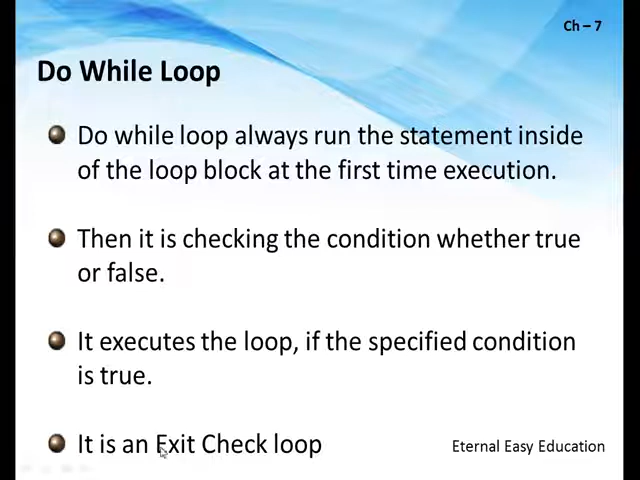 Ch – 7
Do While Loop
Do while loop always run the statement inside
of the loop block at the first time execution.
Then it is checking the condition whether true
or false.
It executes the loop, if the specified condition
is true.
It is an Exit Check loop
Eternal Easy Education